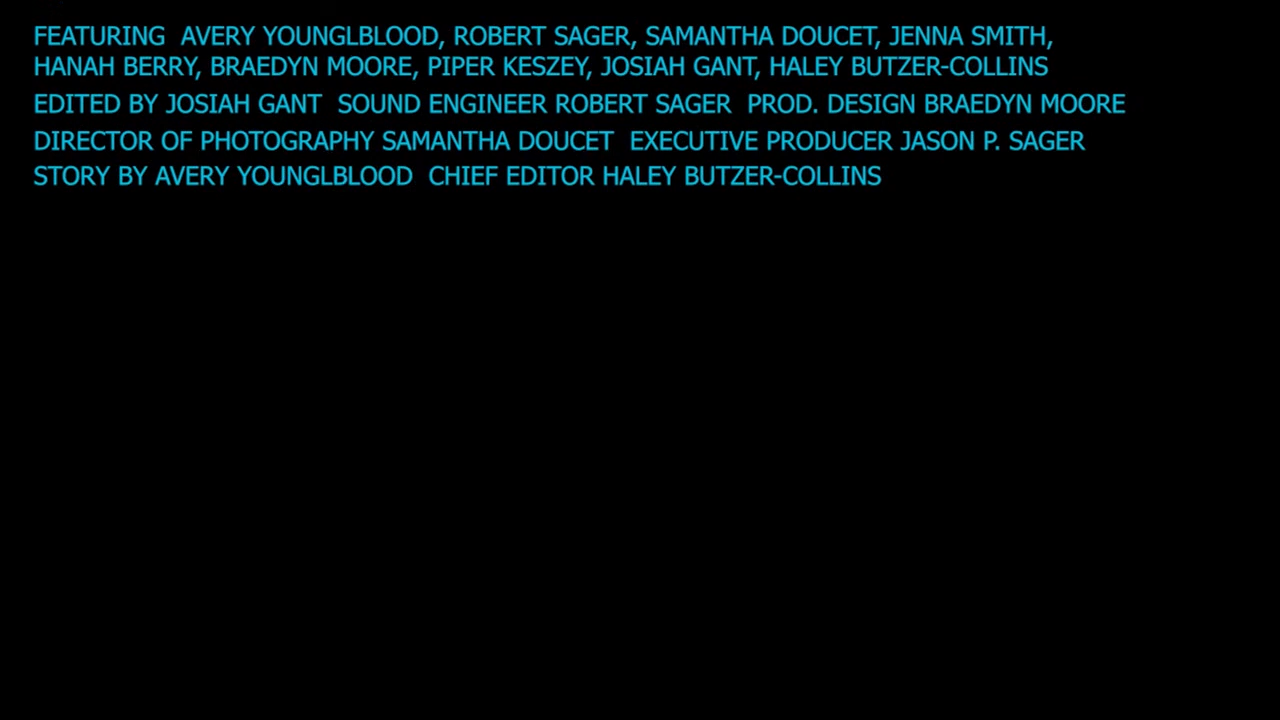 FEATURING  AVERY YOUNGLBLOOD, ROBERT SAGER, SAMANTHA DOUCET, JENNA SMITH,
HANAH BERRY, BRAEDYN MOORE, PIPER KESZEY, JOSIAH GANT, HALEY BUTZER-COLLINS
EDITED BY JOSIAH GANT  SOUND ENGINEER ROBERT SAGER  PROD. DESIGN BRAEDYN MOORE
DIRECTOR OF PHOTOGRAPHY SAMANTHA DOUCET  EXECUTIVE PRODUCER JASON P. SAGER
STORY BY AVERY YOUNGLBLOOD  CHIEF EDITOR HALEY BUTZER-COLLINS